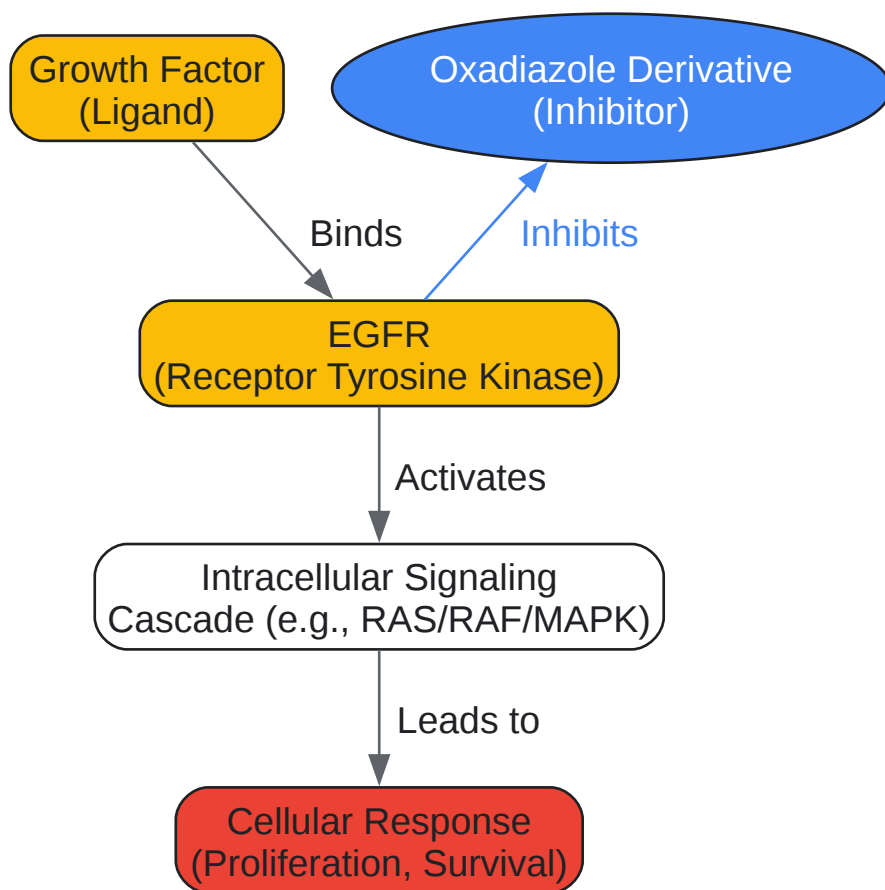 Growth Factor
(Ligand)
Oxadiazole Derivative
(Inhibitor)
Binds
Inhibits
EGFR
(Receptor Tyrosine Kinase)
Activates
Intracellular Signaling
Cascade (e.g., RAS/RAF/MAPK)
Leads to
Cellular Response
(Proliferation, Survival)